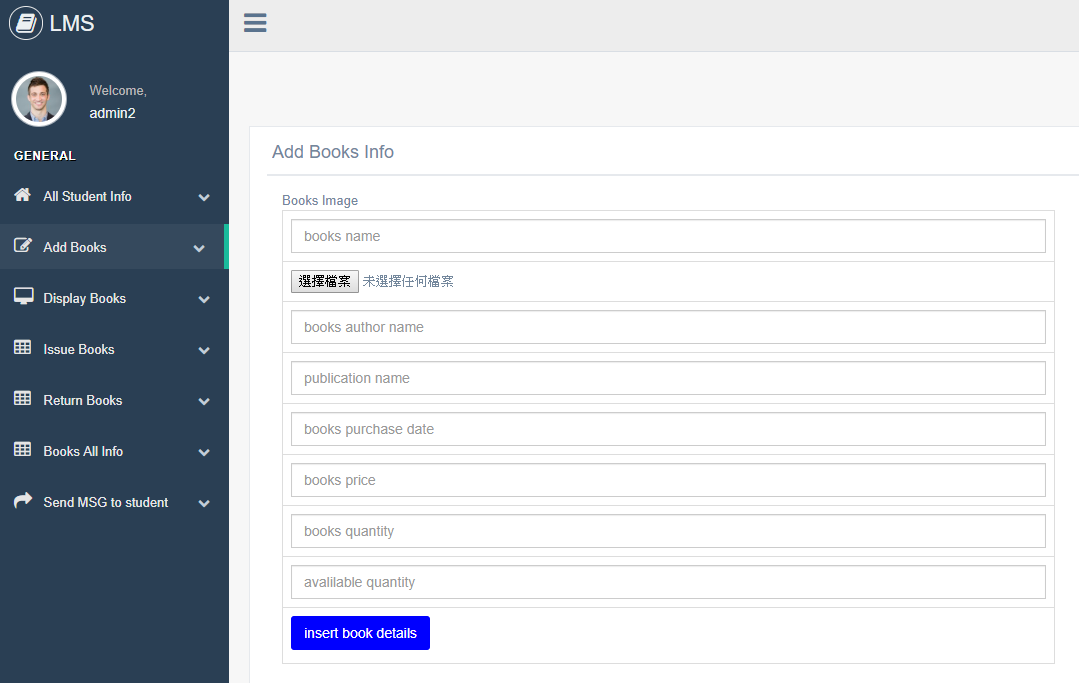 LMS
Welcome,
admin2
GENERAL
All Student Info
Add Books
Display Books
Issue Books
Return Books
Books All Info
Send MSG to student
Add Books Info
Books Image
books name
選擇檔案 未選擇任何檔案
books author name
publication name
books purchase date
books price
books quantity
avalilable quantity
insert book details